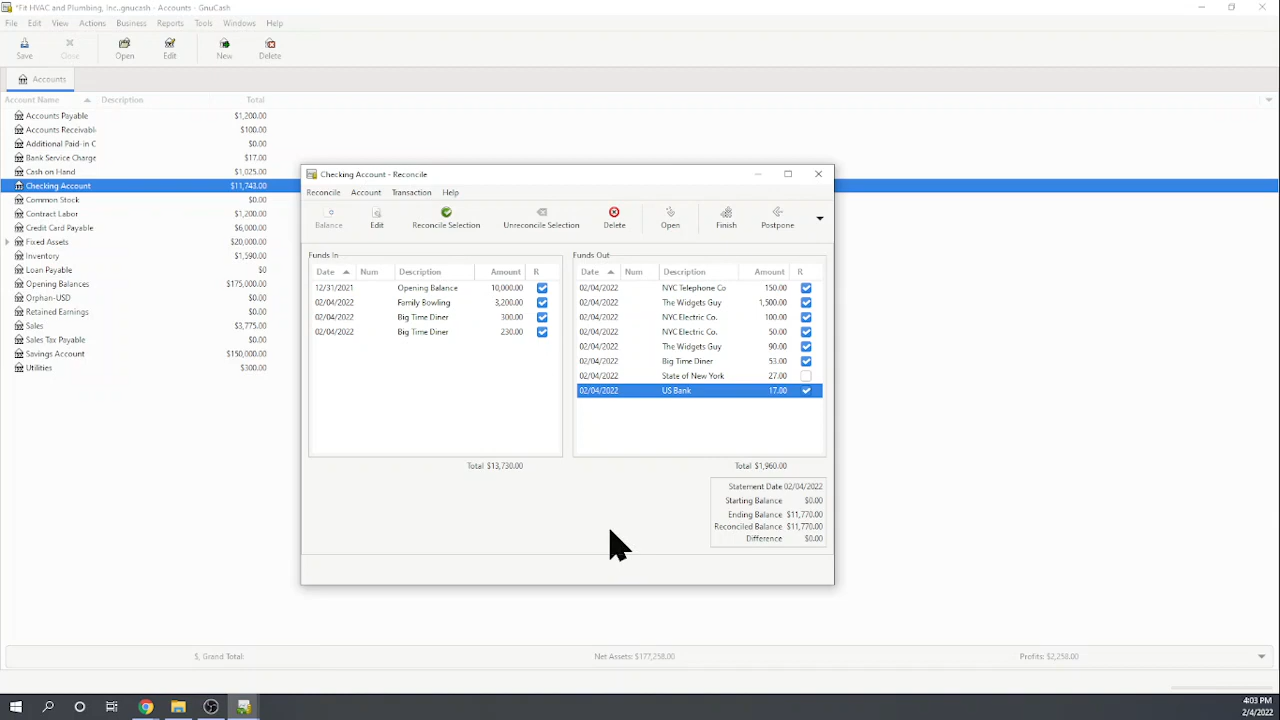 *Fit HVAC and Plumbing, Inc..gnucash - Accounts - GnuCash
File Edit View Actions Business Reports Tools Windows Help
Save Close Open Edit New Delete
Accounts
Account Name Description Total
Accounts Payable $1,200.00
Accounts Receivabl $100.00
Additional Paid-in C $0.00
Bank Service Charge $17.00
Cash on Hand $1,025.00
Checking Account $11,743.00
Common Stock $0.00
Contract Labor $1,200.00
Credit Card Payable $6,000.00
Fixed Assets $20,000.00
Inventory $1,590.00
Loan Payable $0
Opening Balances $175,000.00
Orphan-USD $0.00
Retained Earnings $0.00
Sales $3,775.00
Sales Tax Payable $0.00
Savings Account $150,000.00
Utilities $300.00
Checking Account - Reconcile
Reconcile Account Transaction Help
Balance Edit Reconcile Selection Unreconcile Selection Delete Open Finish Postpone
Funds In
Date Num Description Amount R
12/31/2021 Opening Balance 10,000.00
02/04/2022 Family Bowling 3,200.00
02/04/2022 Big Time Diner 300.00
02/04/2022 Big Time Diner 230.00
Total $13,730.00
Funds Out
Date Num Description Amount R
02/04/2022 NYC Telephone Co 150.00
02/04/2022 The Widgets Guy 1,500.00
02/04/2022 NYC Electric Co. 100.00
02/04/2022 NYC Electric Co. 50.00
02/04/2022 The Widgets Guy 90.00
02/04/2022 Big Time Diner 53.00
02/04/2022 State of New York 27.00
02/04/2022 US Bank 17.00
Total $1,960.00
Statement Date 02/04/2022
Starting Balance $0.00
Ending Balance $11,770.00
Reconciled Balance $11,770.00
Difference $0.00
$, Grand Total: Net Assets: $177,258.00 Profits: $2,258.00
4:03 PM
2/4/2022